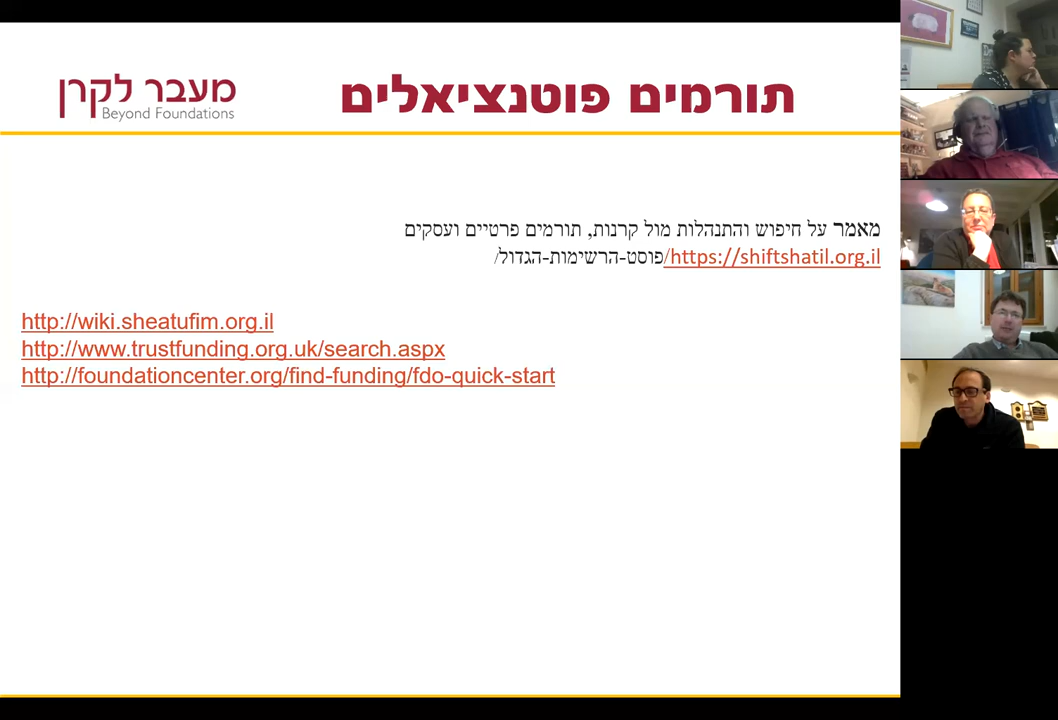 תורמים פוטנציאלים
מעבר לקרן
Beyond Foundations
מאמר על חיפוש והתנהלות מול קרנות, תורמים פרטיים ועסקים
https://shiftshatil.org.il/פוסט-הרשימות-הגדול/
http://wiki.sheatufim.org.il
http://www.trustfunding.org.uk/search.aspx
http://foundationcenter.org/find-funding/fdo-quick-start